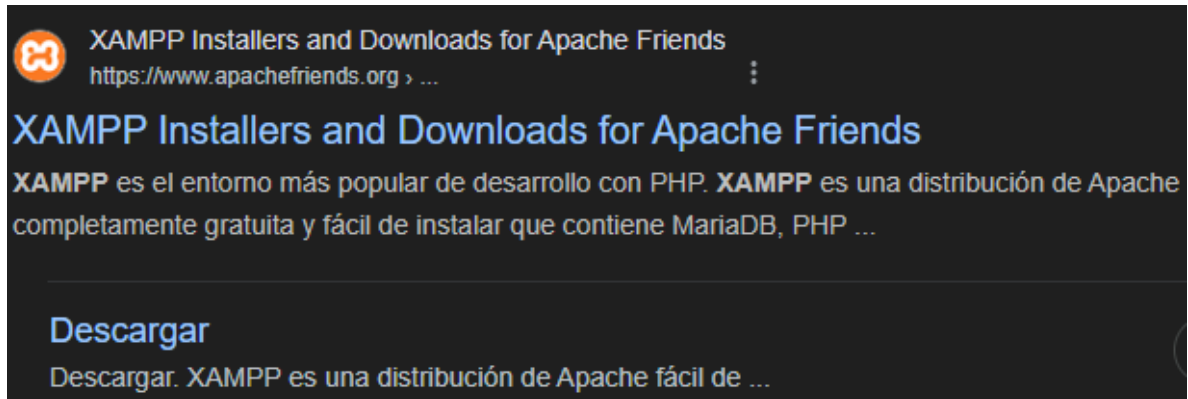 XAMPP Installers and Downloads for Apache Friends
https://www.apachefriends.org › ...
XAMPP Installers and Downloads for Apache Friends
XAMPP es el entorno más popular de desarrollo con PHP. XAMPP es una distribución de Apache
completamente gratuita y fácil de instalar que contiene MariaDB, PHP ...
Descargar
Descargar. XAMPP es una distribución de Apache fácil de ...